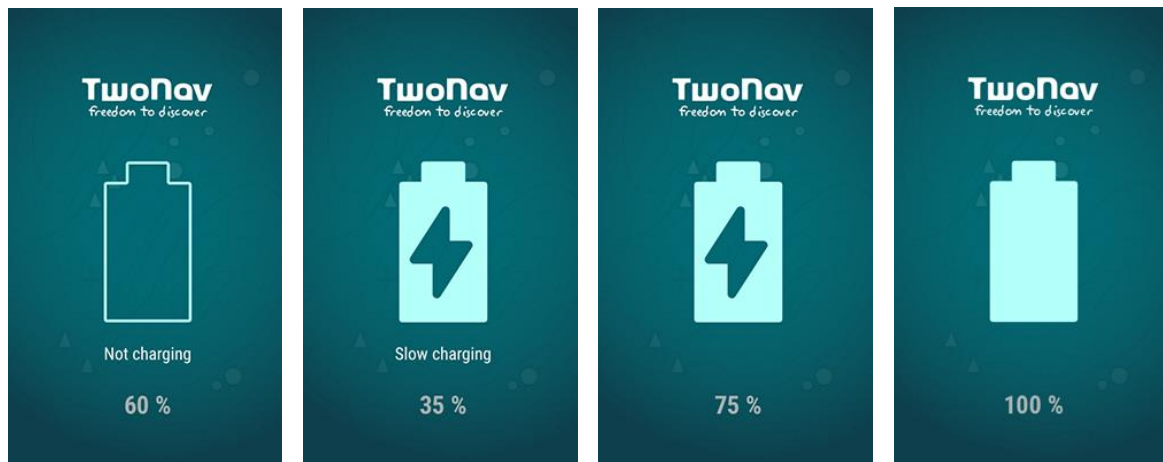 TwoNav
freedom to discover
Not charging
60 %
TwoNav
freedom to discover
Slow charging
35 %
TwoNav
freedom to discover
75 %
TwoNav
freedom to discover
100 %